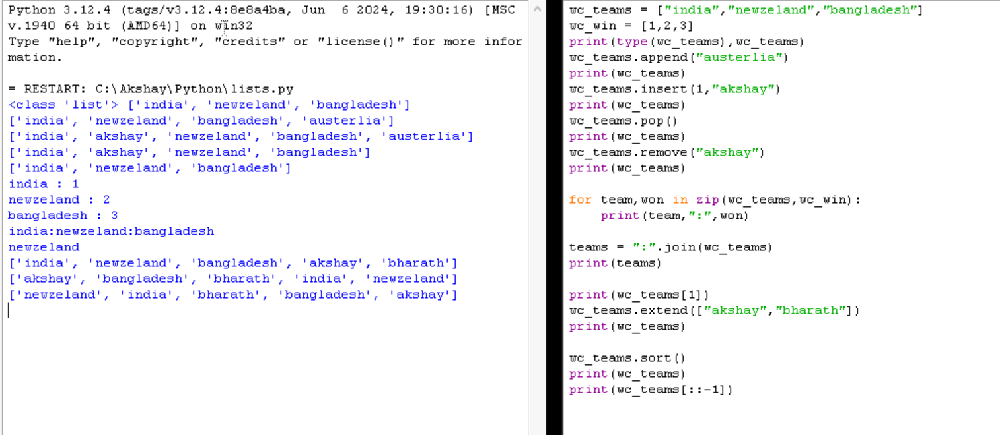 Python 3.12.4 (tags/v3.12.4:8e8a4ba, Jun  6 2024, 19:30:16) [MSC
v.1940 64 bit (AMD64)] on win32
Type "help", "copyright", "credits" or "license()" for more infor
mation.
= RESTART: C:\Akshay\Python\lists.py
<class 'list'> ['india', 'newzeland', 'bangladesh']
['india', 'newzeland', 'bangladesh', 'austerlia']
['india', 'akshay', 'newzeland', 'bangladesh', 'austerlia']
['india', 'akshay', 'newzeland', 'bangladesh']
['india', 'newzeland', 'bangladesh']
india : 1
newzeland : 2
bangladesh : 3
india:newzeland:bangladesh
newzeland
['india', 'newzeland', 'bangladesh', 'akshay', 'bharath']
['akshay', 'bangladesh', 'bharath', 'india', 'newzeland']
['newzeland', 'india', 'bharath', 'bangladesh', 'akshay']
wc_teams = ["india","newzeland","bangladesh"]
wc_win = [1,2,3]
print(type(wc_teams),wc_teams)
wc_teams.append("austerlia")
print(wc_teams)
wc_teams.insert(1,"akshay")
print(wc_teams)
wc_teams.pop()
print(wc_teams)
wc_teams.remove("akshay")
print(wc_teams)
for team,won in zip(wc_teams,wc_win):
    print(team,":",won)
teams = ":".join(wc_teams)
print(teams)
print(wc_teams[1])
wc_teams.extend(["akshay","bharath"])
print(wc_teams)
wc_teams.sort()
print(wc_teams)
print(wc_teams[::-1])